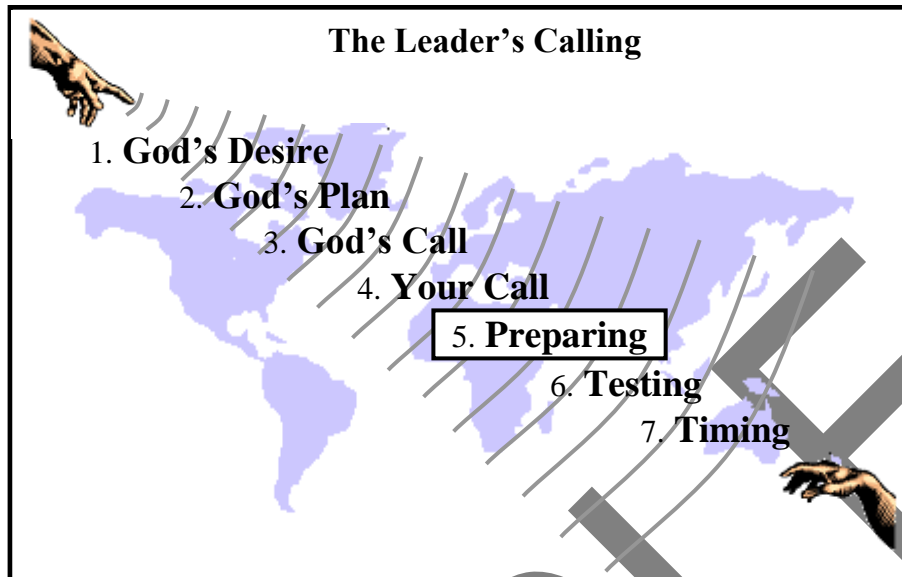 The Leader's Calling
1. God's Desire
2. God's Plan
3. God's Call
4. Your Call
5. Preparing
6. Testing
7. Timing